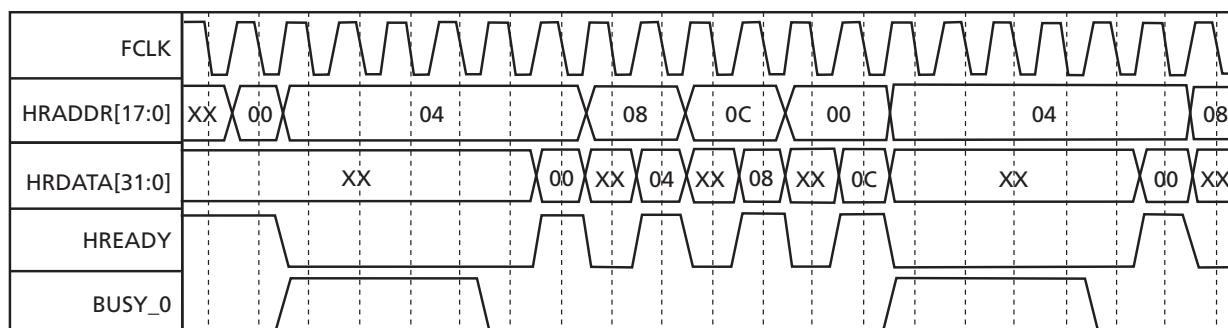 FCLK
HRADDR[17:0] XX 00 04 08 0C 00 04 08
HRDATA[31:0] XX 00 XX 04 XX 08 XX 0C XX 00 XX
HREADY
BUSY_0